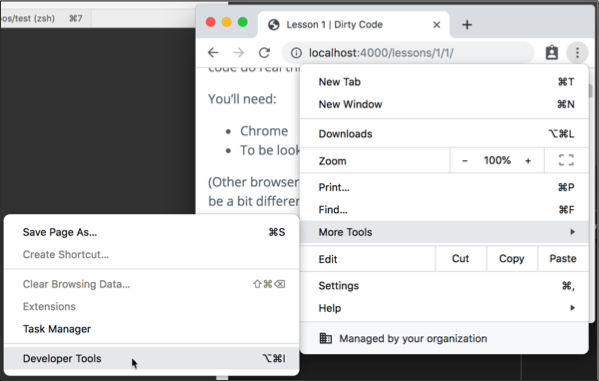 os/test (zsh) ⌘7
Lesson 1 | Dirty Code
localhost:4000/lessons/1/1/
code do real thi
You'll need:
• Chrome
• To be look
(Other browser
be a bit differen
New Tab ⌘T
New Window ⌘N
Downloads ⌥⌘L
Zoom - 100% +
Print... ⌘P
Find... ⌘F
More Tools
Edit Cut Copy Paste
Settings ⌘,
Help
Managed by your organization
Save Page As... ⌘S
Create Shortcut...
Clear Browsing Data... ⇧⌘⌫
Extensions
Task Manager
Developer Tools ⌥⌘I